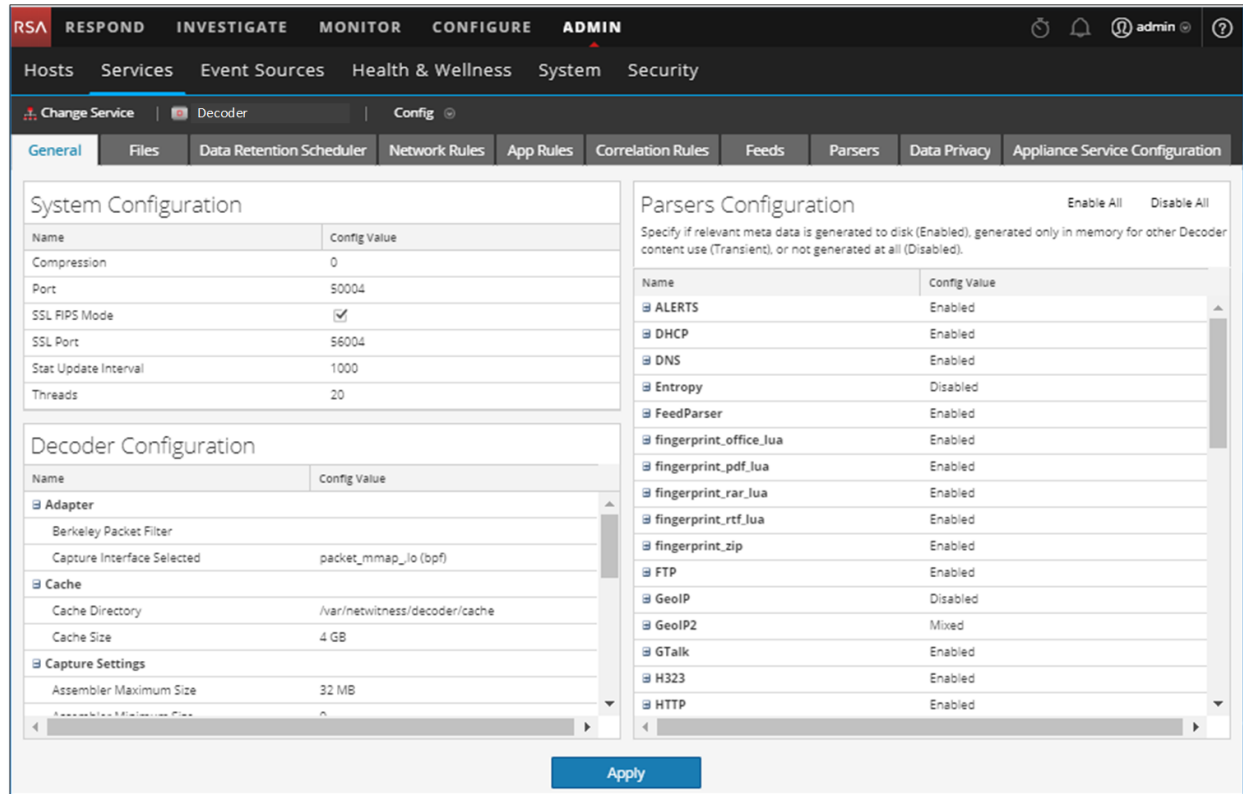 RSA RESPOND INVESTIGATE MONITOR CONFIGURE ADMIN admin ?
Hosts Services Event Sources Health & Wellness System Security
Change Service | Decoder | Config
General Files Data Retention Scheduler Network Rules App Rules Correlation Rules Feeds Parsers Data Privacy Appliance Service Configuration
System Configuration
Name Config Value
Compression 0
Port 50004
SSL FIPS Mode
SSL Port 56004
Stat Update Interval 1000
Threads 20
Decoder Configuration
Name Config Value
Adapter
Berkeley Packet Filter
Capture Interface Selected packet_mmap_,lo (bpf)
Cache
Cache Directory /var/netwitness/decoder/cache
Cache Size 4 GB
Capture Settings
Assembler Maximum Size 32 MB
Assembler Minimum Size 0
Parsers Configuration Enable All Disable All
Specify if relevant meta data is generated to disk (Enabled), generated only in memory for other Decoder
content use (Transient), or not generated at all (Disabled).
Name Config Value
ALERTS Enabled
DHCP Enabled
DNS Enabled
Entropy Disabled
FeedParser Enabled
fingerprint_office_lua Enabled
fingerprint_pdf_lua Enabled
fingerprint_rar_lua Enabled
fingerprint_rtf_lua Enabled
fingerprint_zip Enabled
FTP Enabled
GeoIP Disabled
GeoIP2 Mixed
GTalk Enabled
H323 Enabled
HTTP Enabled
Apply